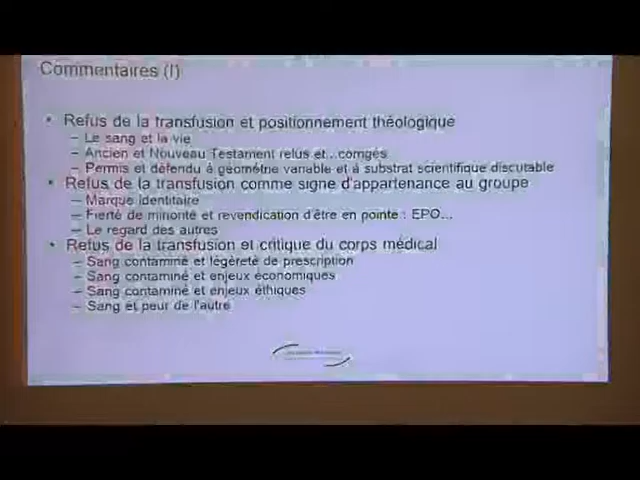 Commentaires (I)
• Refus de la transfusion et positionnement théologique
– Le sang et la vie
– Ancien et Nouveau Testament relus et...corrigés
– Permis et défendu à géométrie variable et à substrat scientifique discutable
• Refus de la transfusion comme signe d'appartenance au groupe
– Marque identitaire
– Fierté de minorité et revendication d'être en pointe : EPO...
– Le regard des autres
• Refus de la transfusion et critique du corps médical
– Sang contaminé et légèreté de prescription
– Sang contaminé et enjeux économiques
– Sang contaminé et enjeux éthiques
– Sang et peur de l'autre